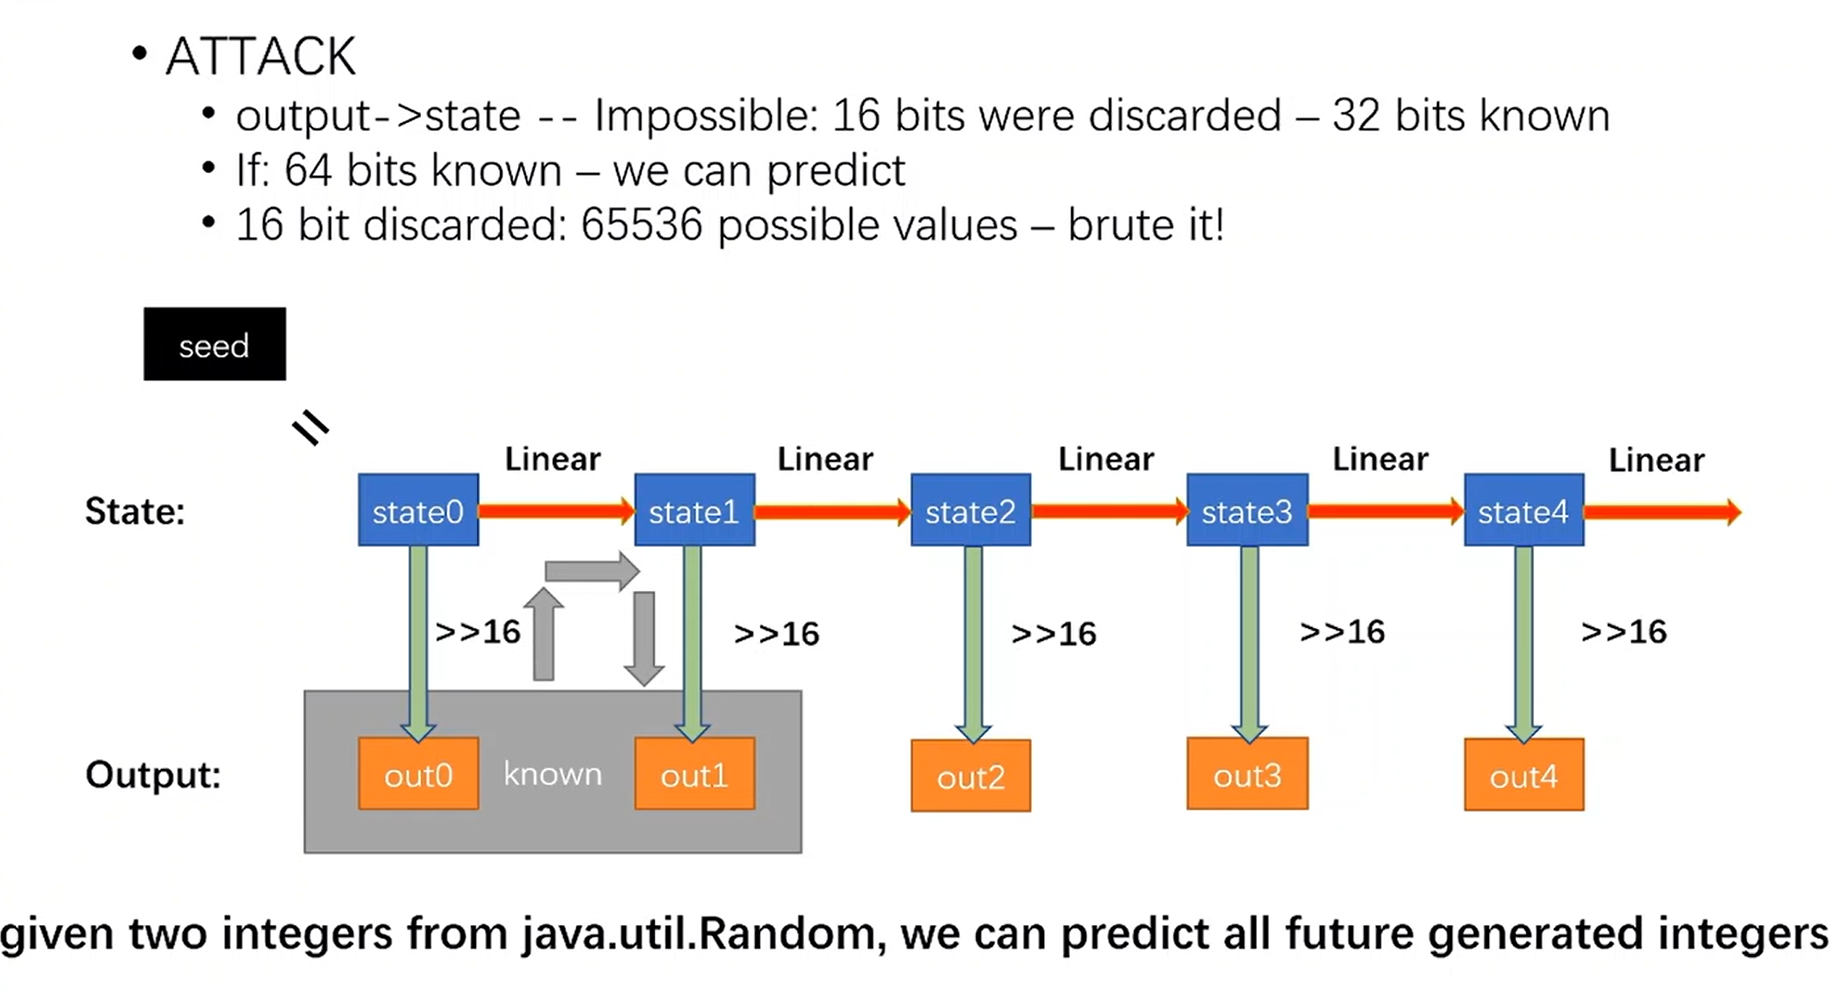 • ATTACK
• output->state -- Impossible: 16 bits were discarded – 32 bits known
• If: 64 bits known – we can predict
• 16 bit discarded: 65536 possible values – brute it!
seed
=
Linear Linear Linear Linear Linear
State: state0 state1 state2 state3 state4
>>16 >>16 >>16 >>16 >>16
Output: out0 known out1 out2 out3 out4
given two integers from java.util.Random, we can predict all future generated integers